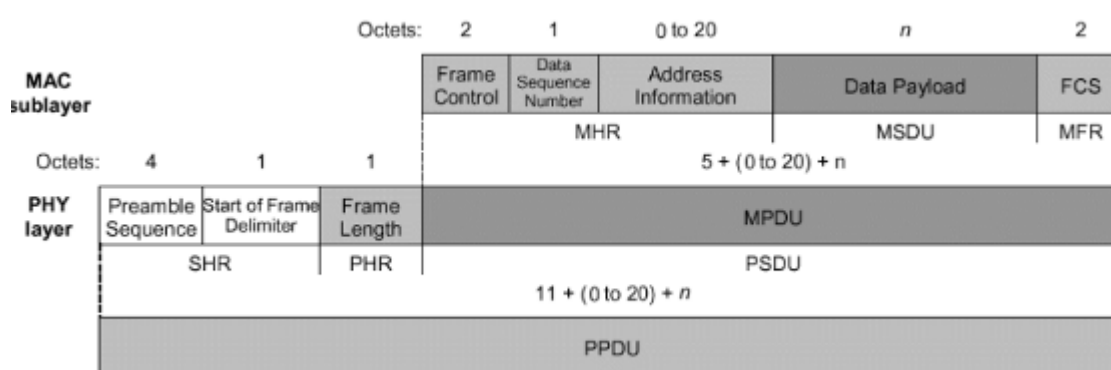 Octets: 2 1 0 to 20 n 2
MAC sublayer
Frame Control
Data Sequence Number
Address Information
Data Payload
FCS
MHR MSDU MFR
Octets: 4 1 1 5 + (0 to 20) + n
PHY layer
Preamble Sequence
Start of Frame Delimiter
Frame Length
MPDU
SHR PHR PSDU
11 + (0 to 20) + n
PPDU